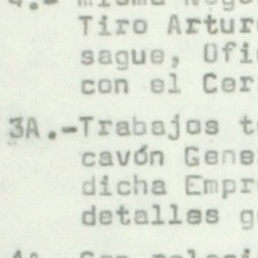 Tiro Artur
sague, Ofi
con el Cer
3A.-Trabajos t
cavón Gene
dicha Empr
detalles g